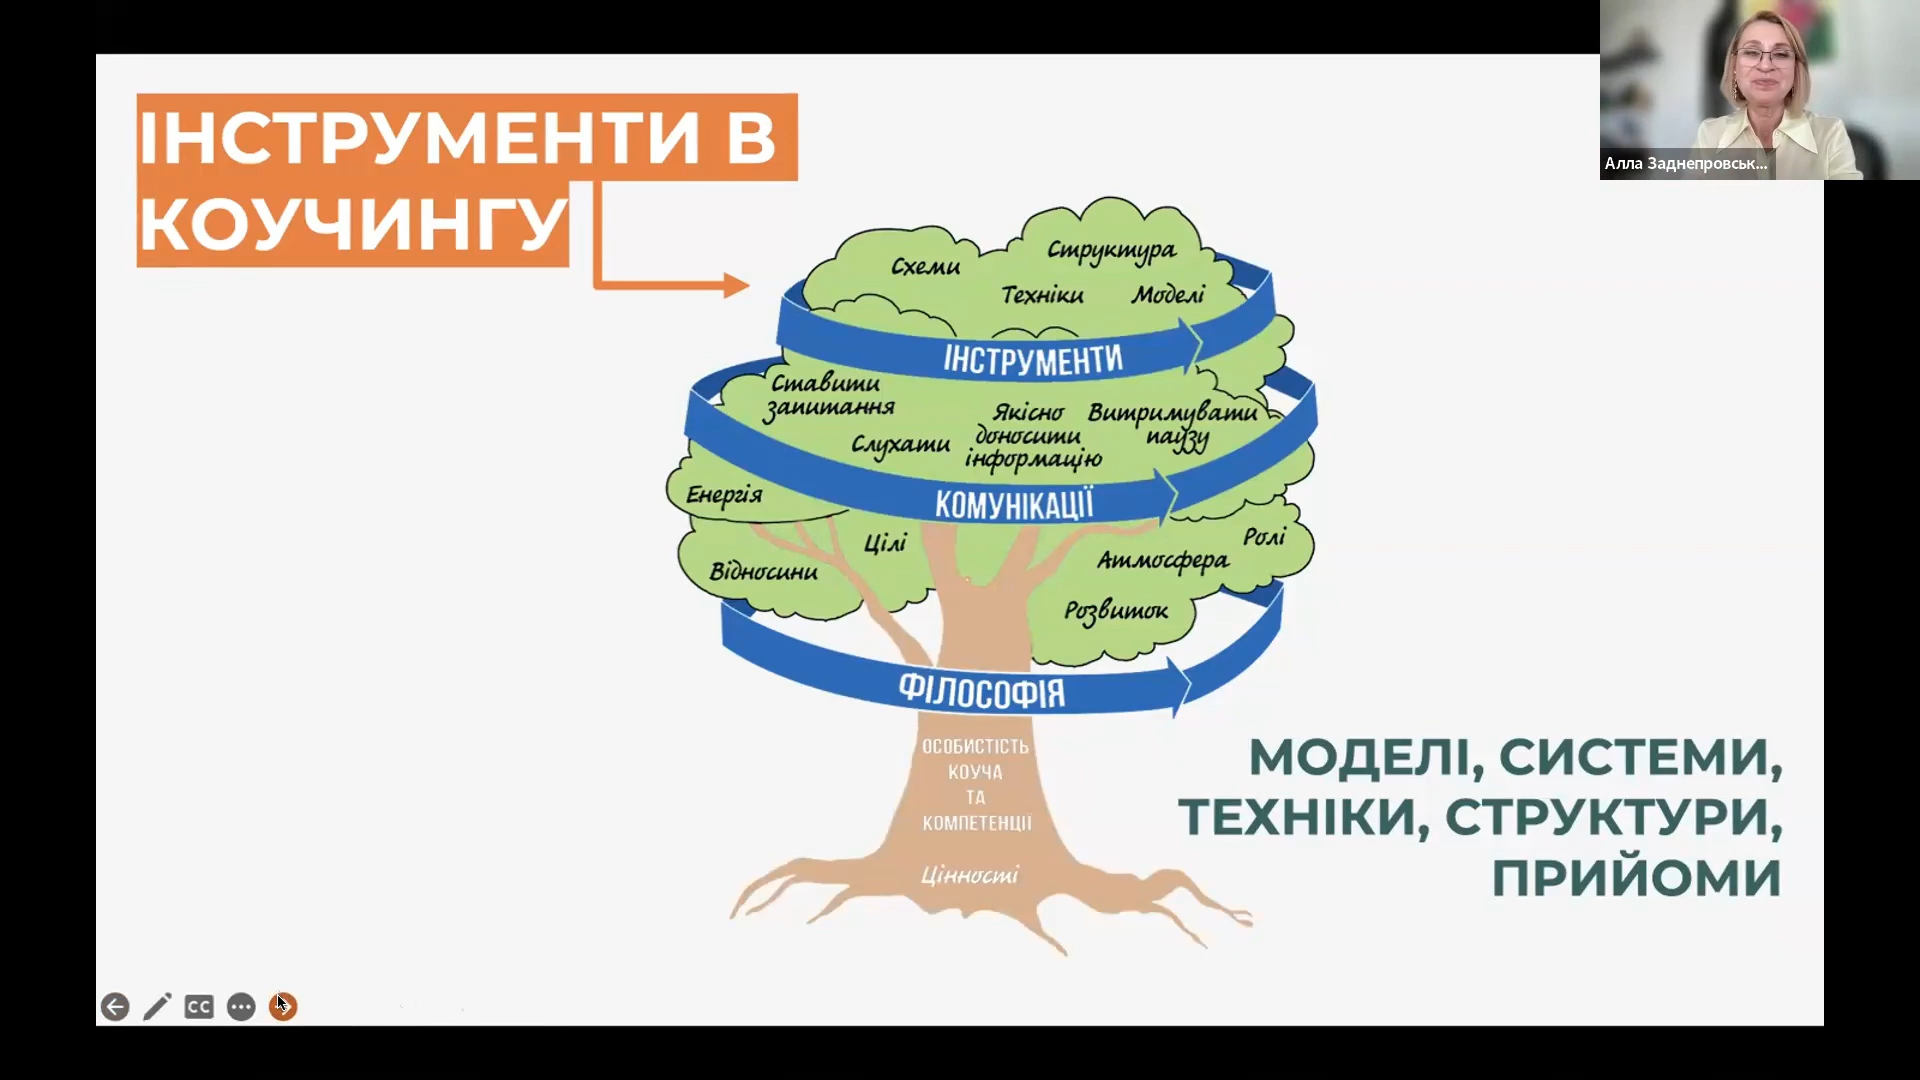 ІНСТРУМЕНТИ В
КОУЧИНГУ
Алла Заднепровськ...
Схеми
Структура
Техніки
Моделі
ІНСТРУМЕНТИ
Ставити
запитання
Слухати
Якісно
доносити
інформацію
Витримувати
паузу
КОМУНІКАЦІЇ
Енергія
Цілі
Відносини
Атмосфера
Ролі
Розвиток
ФІЛОСОФІЯ
ОСОБИСТІСТЬ
КОУЧА
ТА
КОМПЕТЕНЦІЇ
Цінності
МОДЕЛІ, СИСТЕМИ,
ТЕХНІКИ, СТРУКТУРИ,
ПРИЙОМИ
CC